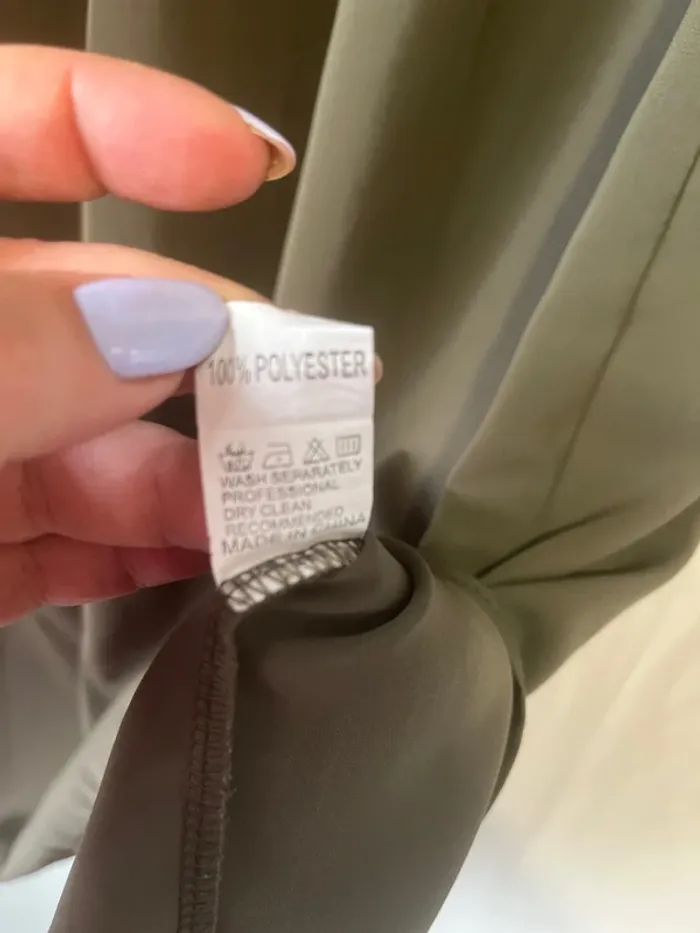 100% POLYESTER
WASH SEPARATELY
PROFESSIONAL
DRY CLEAN
RECOMMENDED
MADE IN CHINA